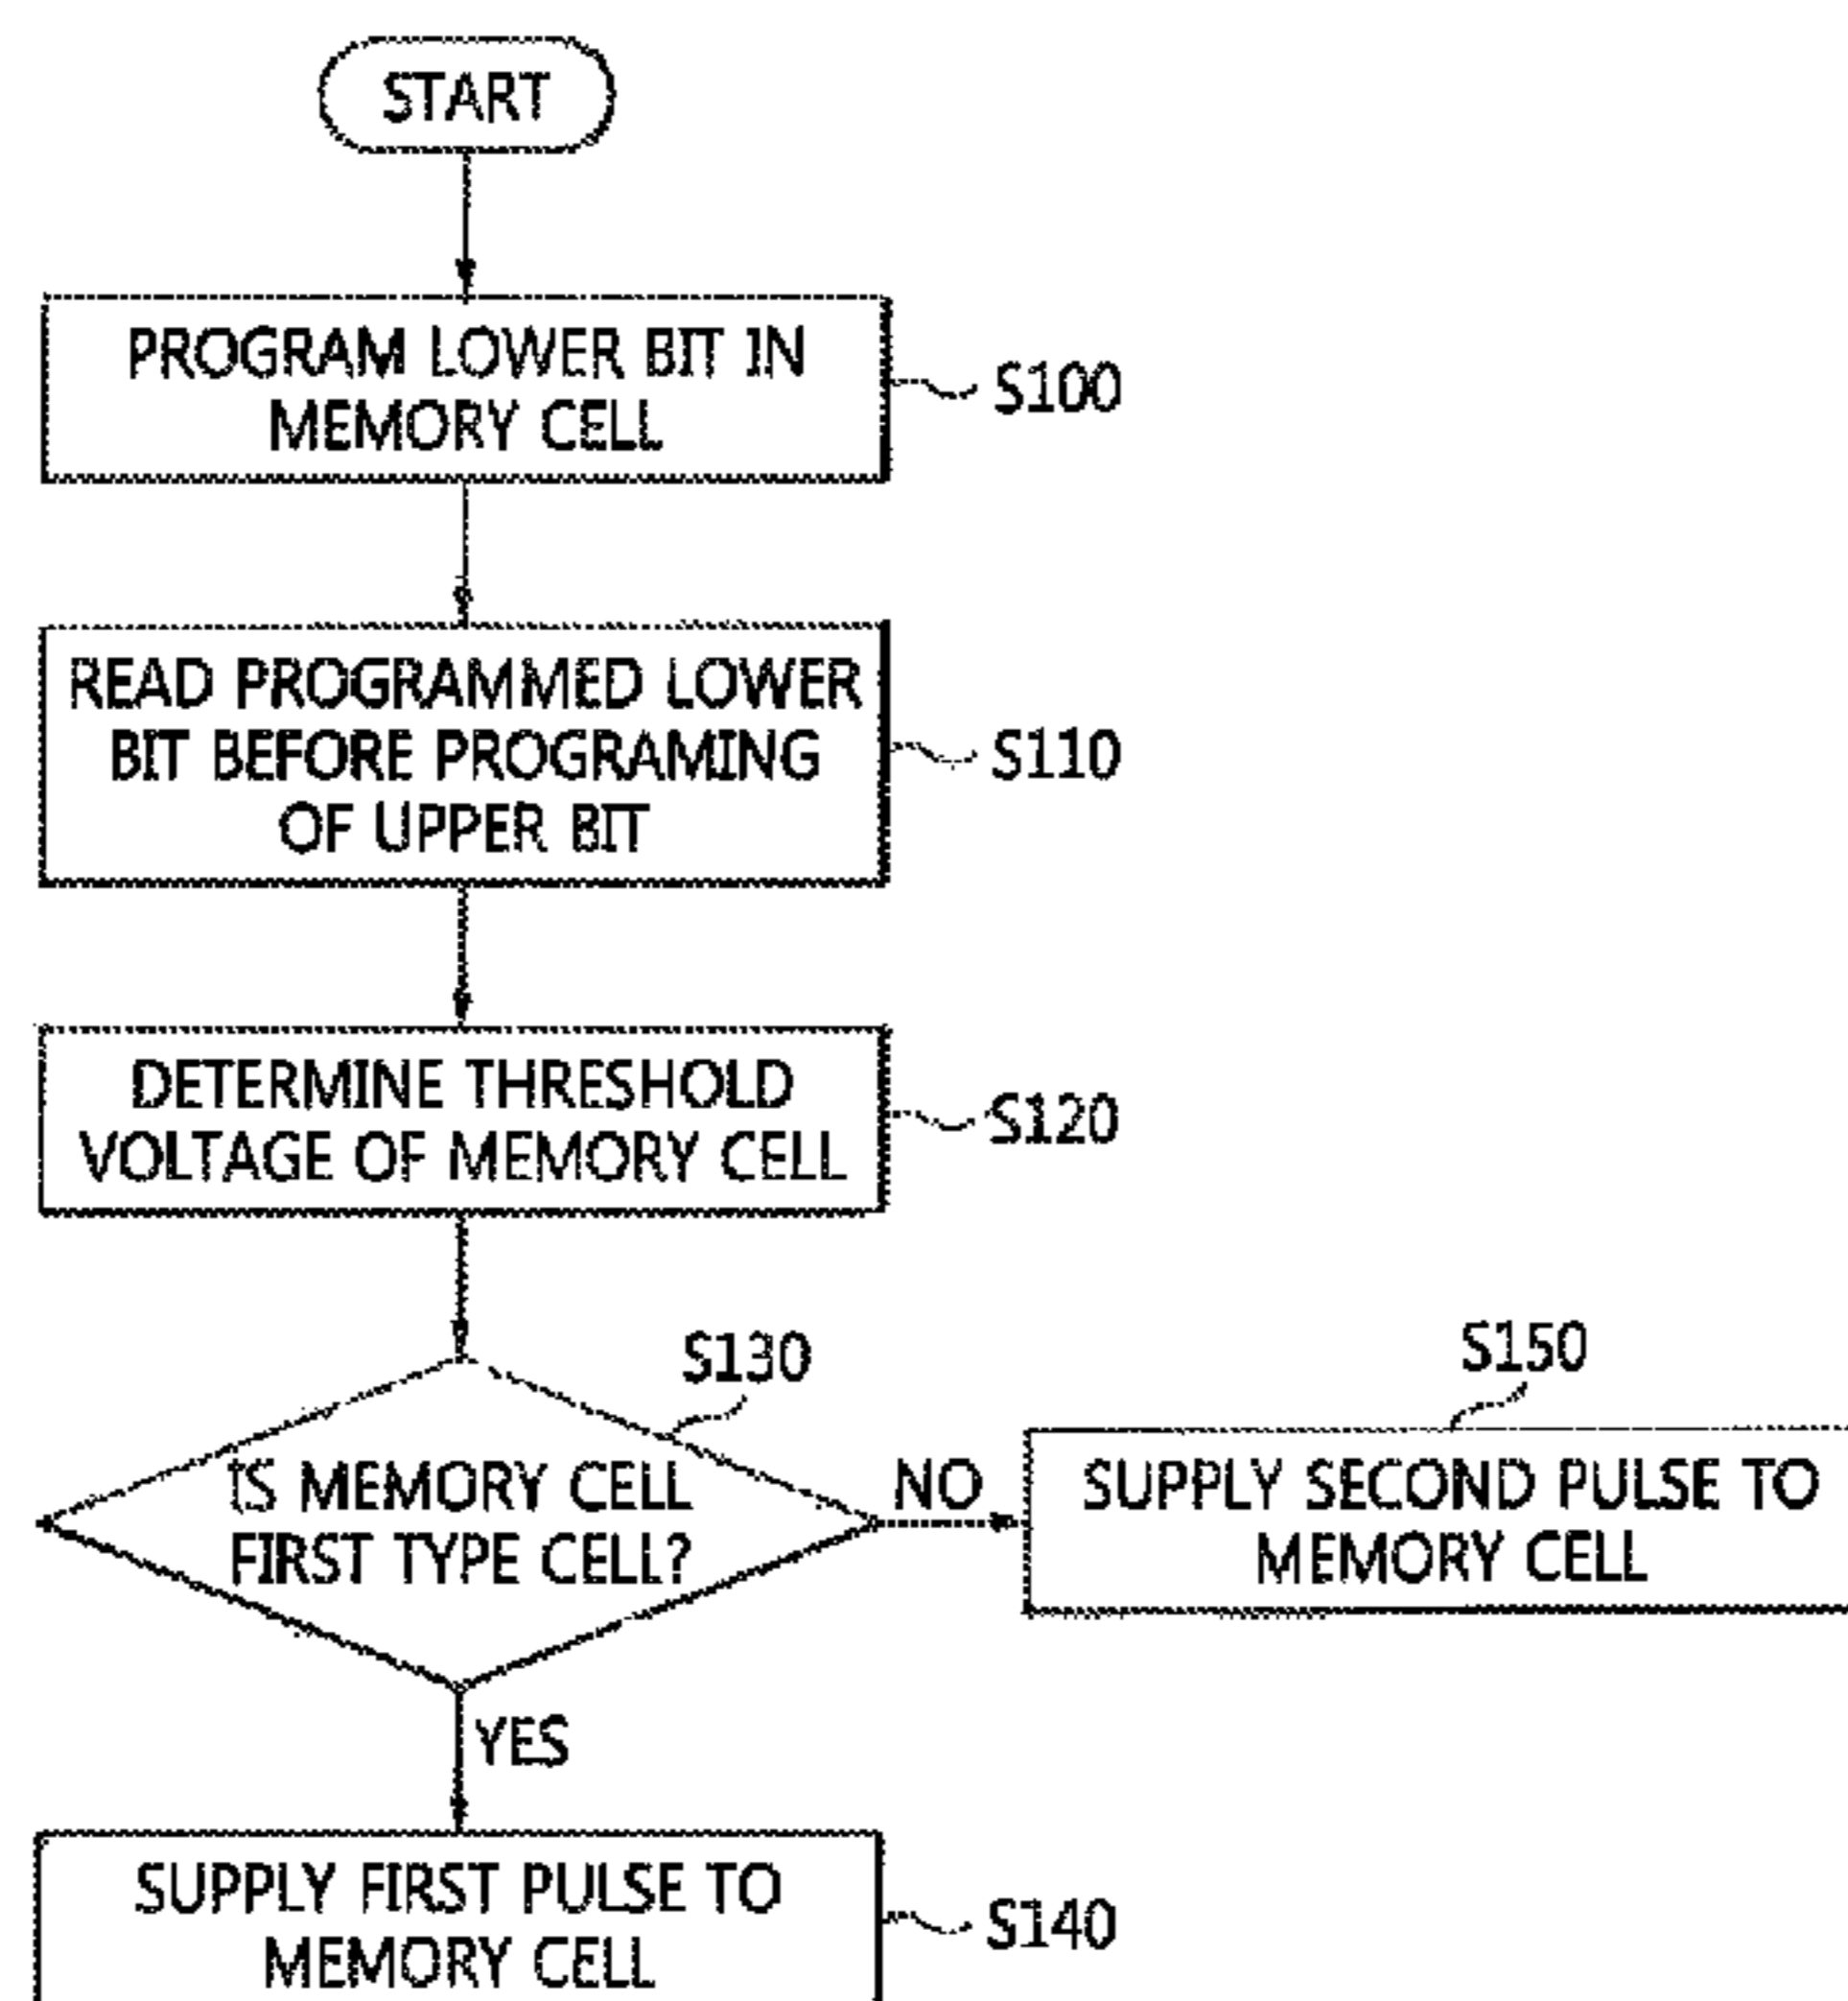 START
PROGRAM LOWER BIT IN
MEMORY CELL
S100
READ PROGRAMMED LOWER
BIT BEFORE PROGRAMING
OF UPPER BIT
S110
DETERMINE THRESHOLD
VOLTAGE OF MEMORY CELL
S120
S130
IS MEMORY CELL
FIRST TYPE CELL?
NO
S150
SUPPLY SECOND PULSE TO
MEMORY CELL
YES
SUPPLY FIRST PULSE TO
MEMORY CELL
S140